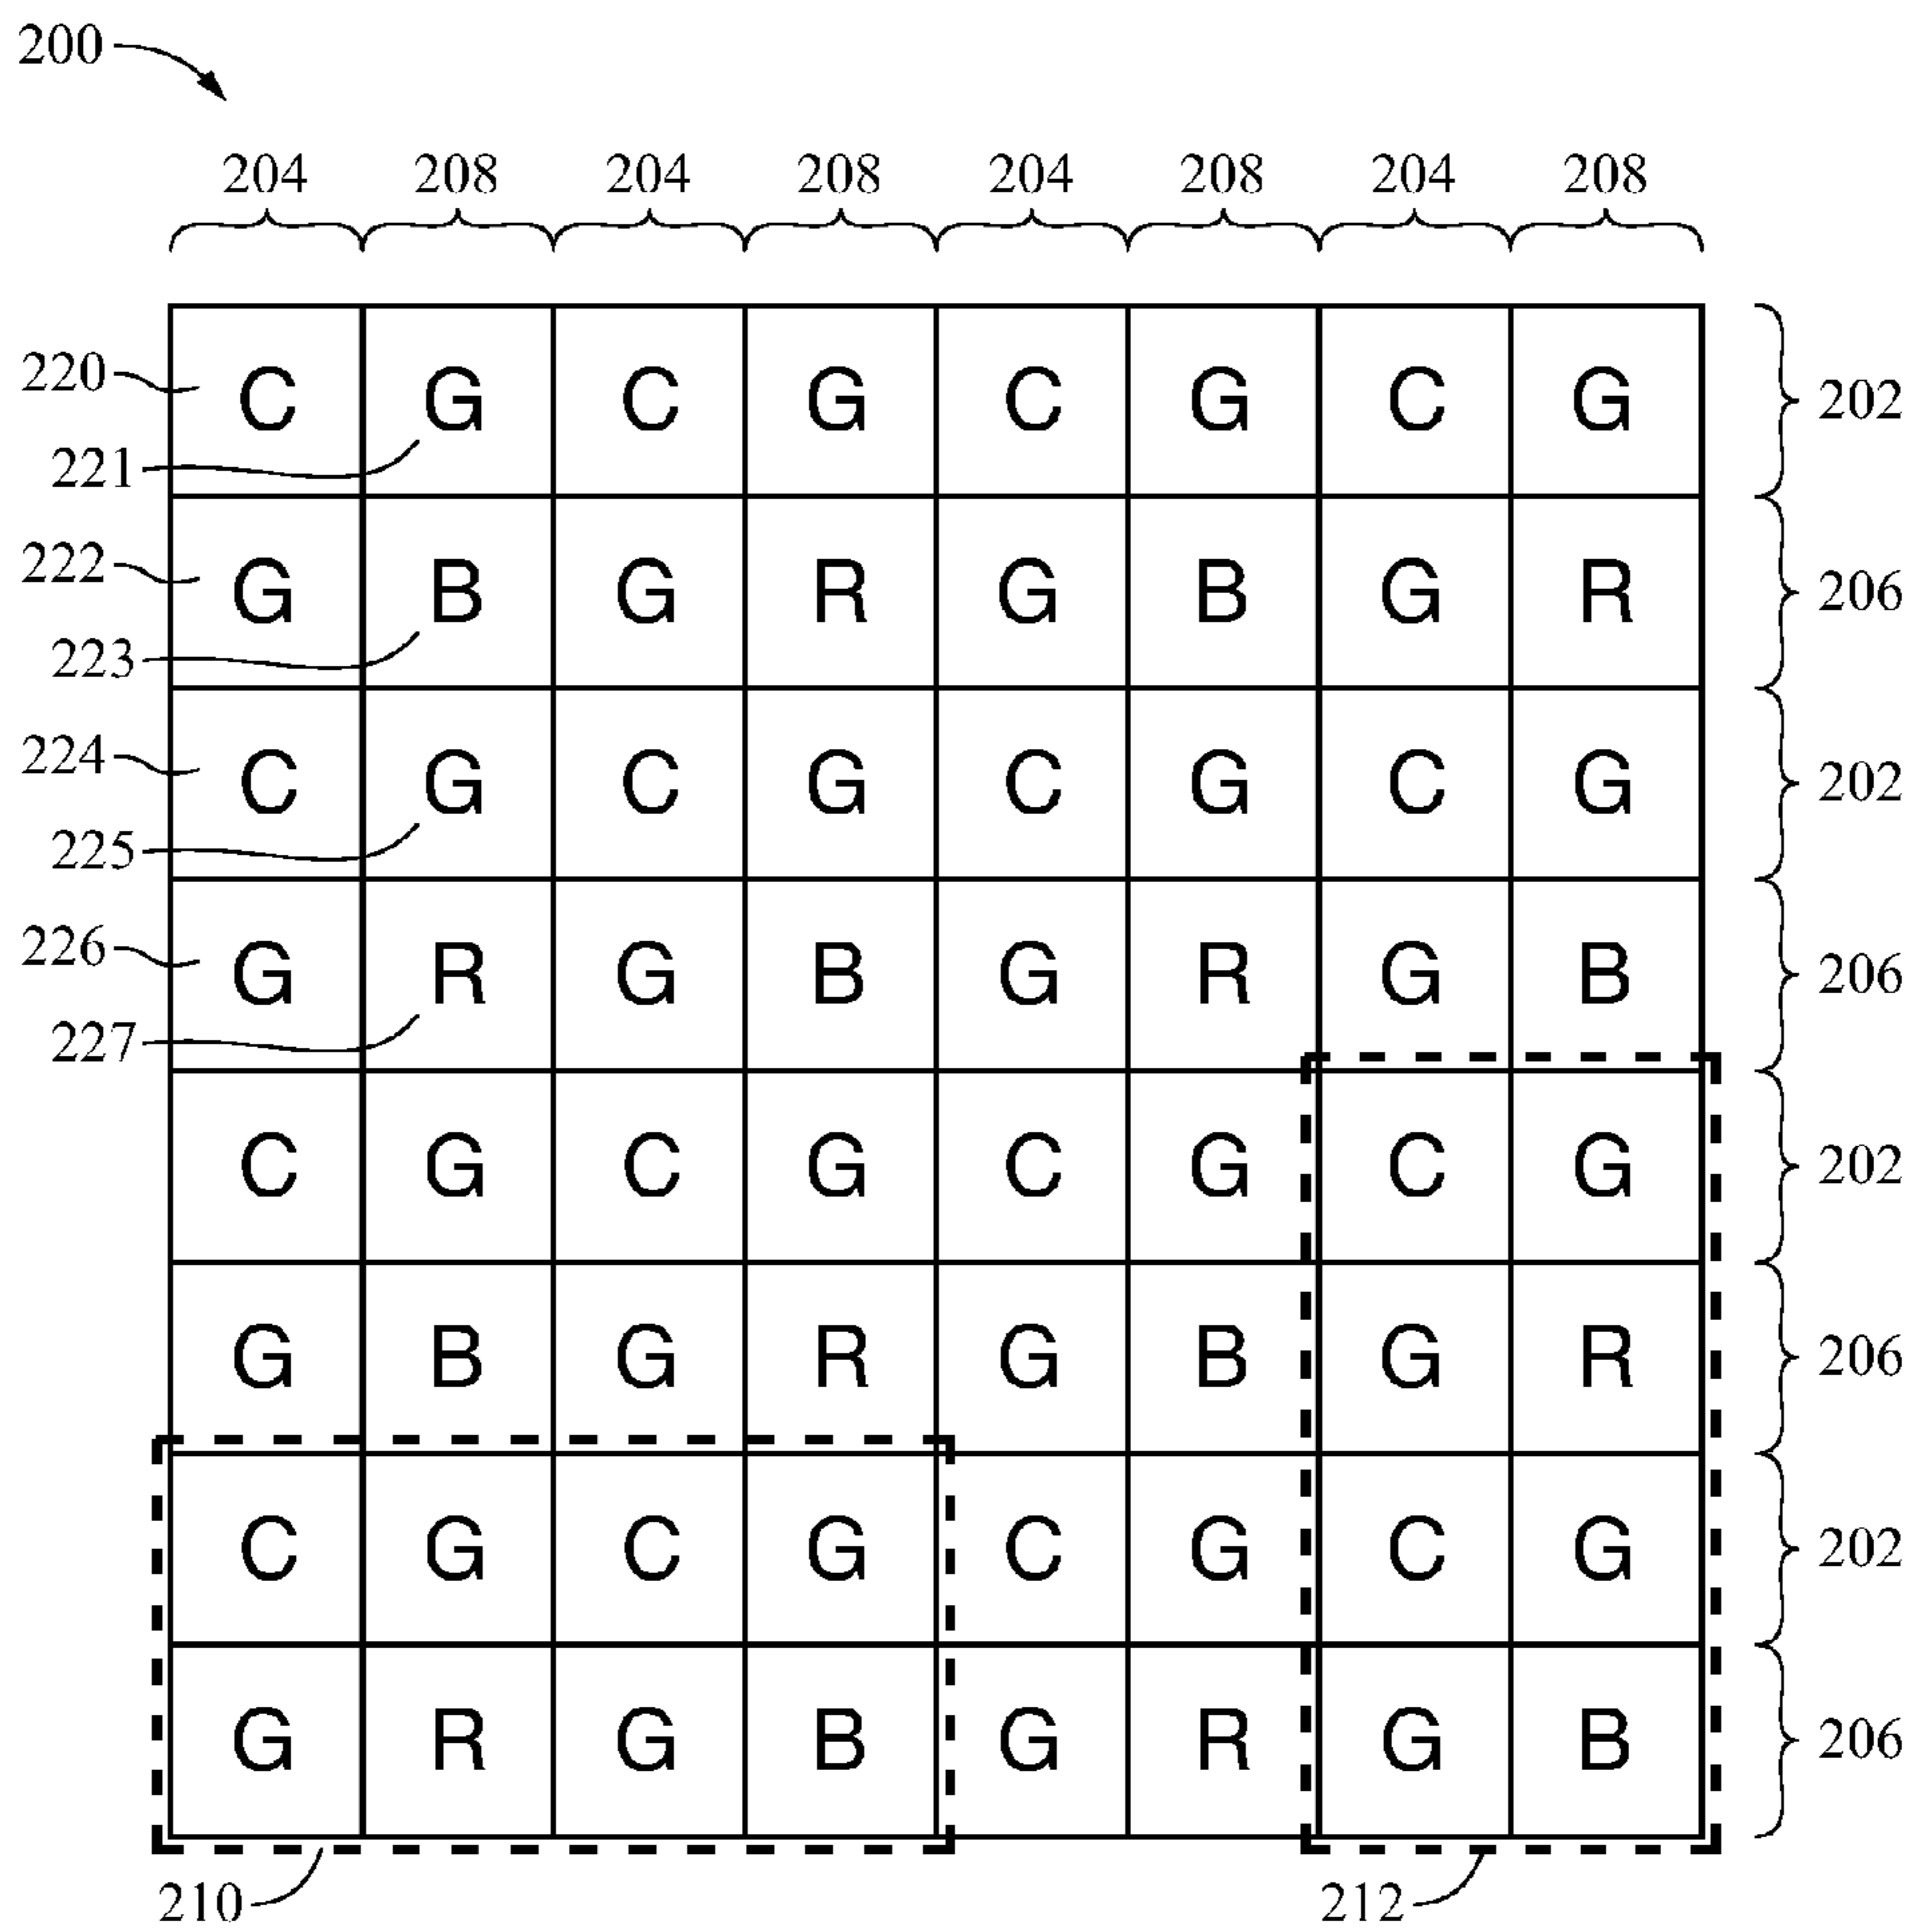 200
204 208 204 208 204 208 204 208
220 C G C G C G C G 202
221
222 G B G R G B G R 206
223
224 C G C G C G C G 202
225
226 G R G B G R G B 206
227
C G C G C G C G 202
G B G R G B G R 206
C G C G C G C G 202
G R G B G R G B 206
210 212